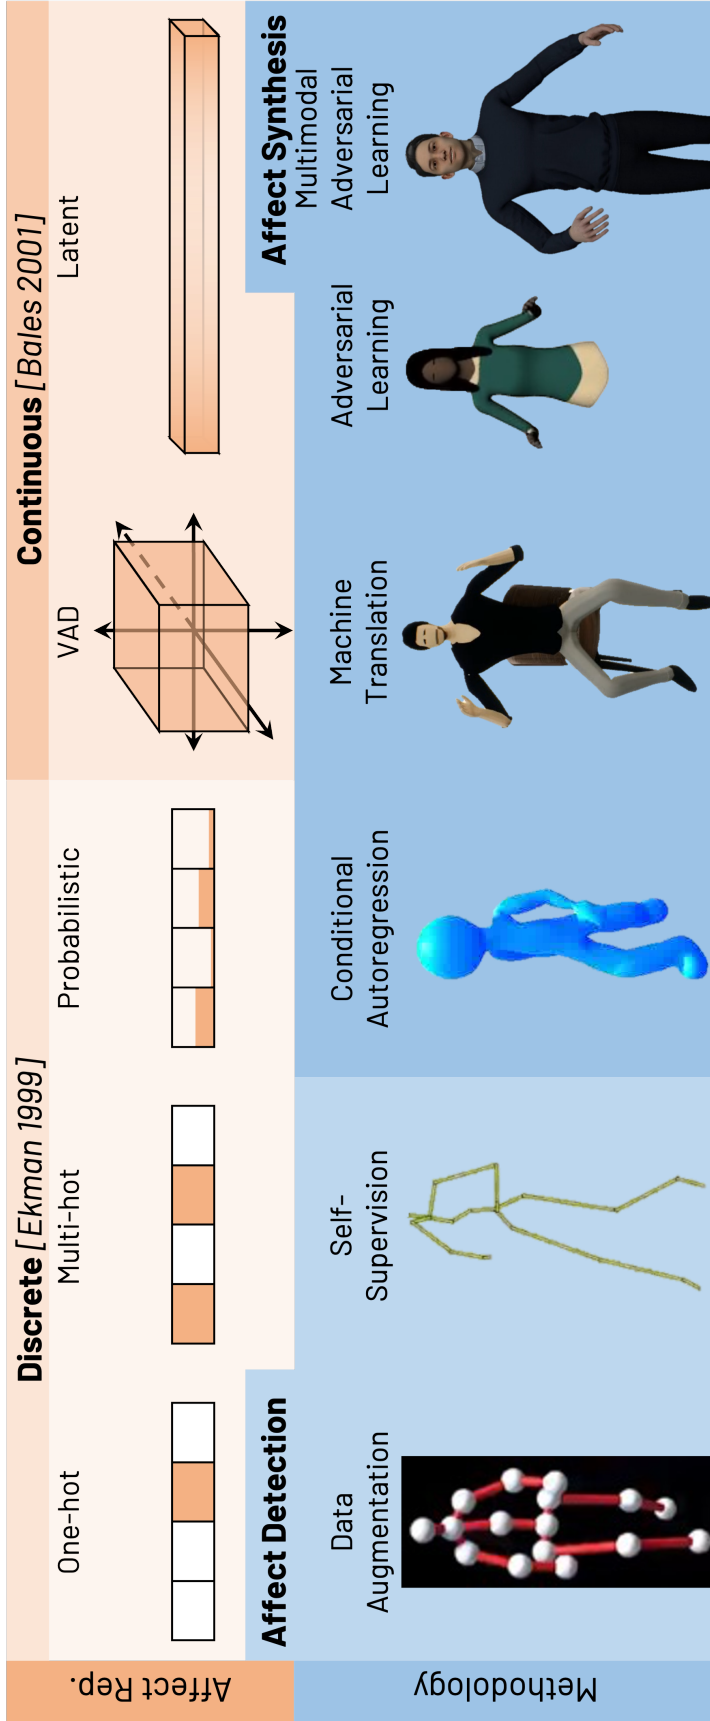 Affect Rep.
Discrete [Ekman 1999]
Continuous [Bales 2001]
One-hot
Multi-hot
Probabilistic
VAD
Latent
Methodology
Affect Detection
Affect Synthesis
Data
Augmentation
Self-
Supervision
Conditional
Autoregression
Machine
Translation
Adversarial
Learning
Multimodal
Adversarial
Learning